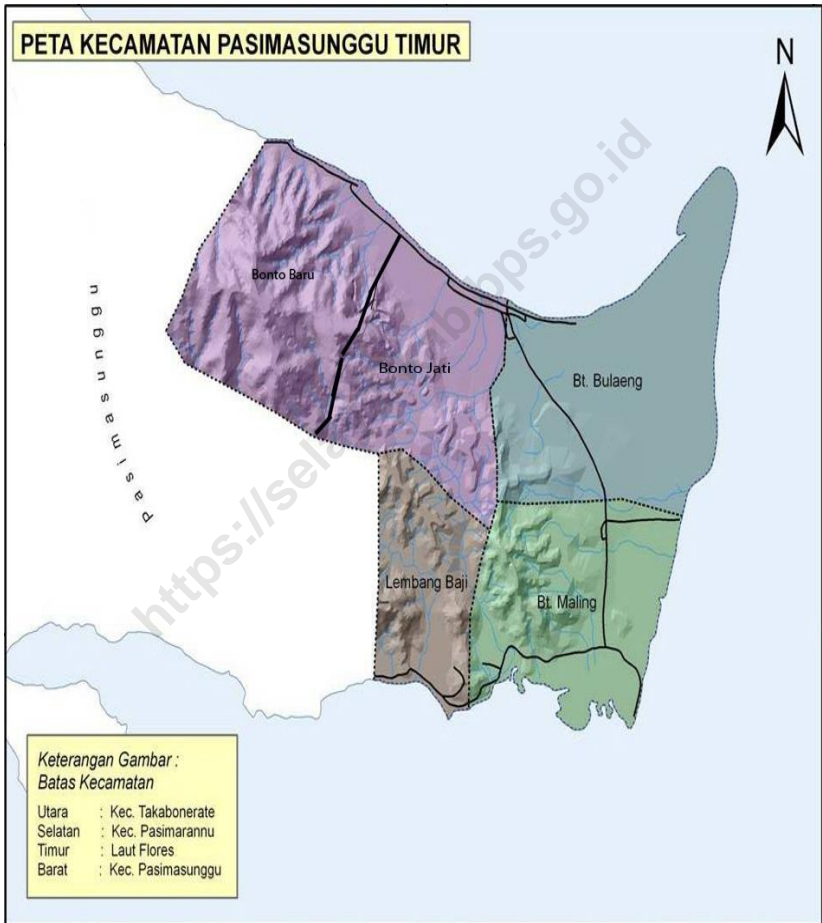 PETA KECAMATAN PASIMASUNGGU TIMUR
N
Bonto Baru
Bonto Jati
Bt. Bulaeng
Pasimasunggu
Lembang Baji
Bt. Maling
Keterangan Gambar :
Batas Kecamatan
Utara : Kec. Takabonerate
Selatan : Kec. Pasimarannu
Timur : Laut Flores
Barat : Kec. Pasimasunggu